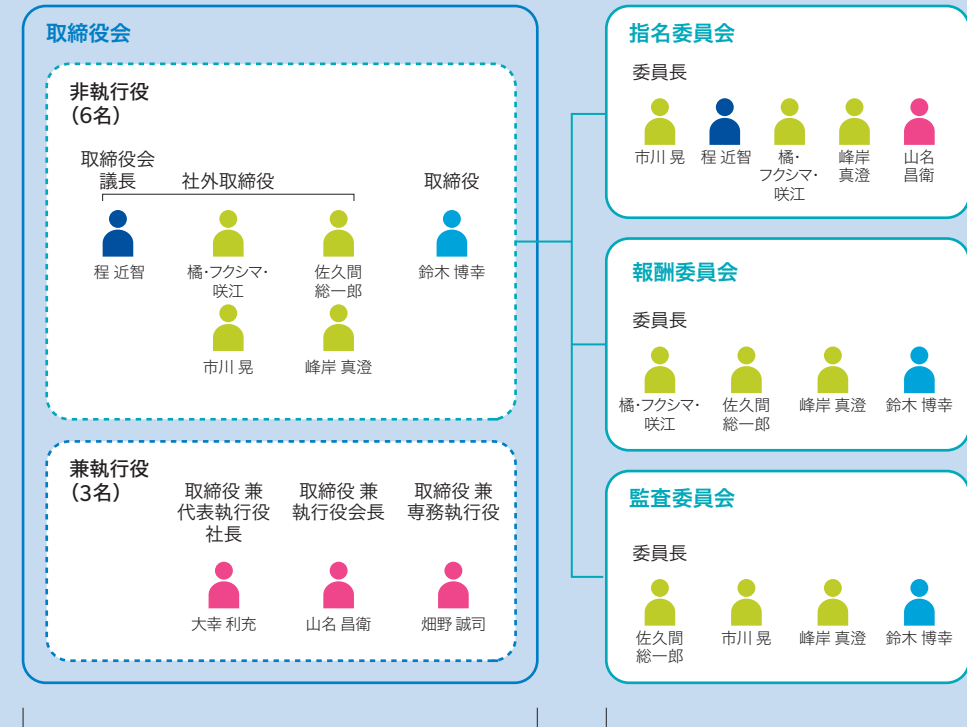 取締役会
非執行役
(6名)
取締役会
議長
社外取締役
取締役
程 近智
橘・フクシマ・
咲江
佐久間
総一郎
鈴木 博幸
市川 晃
峰岸 真澄
兼執行役
(3名)
取締役 兼
代表執行役
社長
取締役 兼
執行役会長
取締役 兼
専務執行役
大幸 利充
山名 昌衛
畑野 誠司
指名委員会
委員長
市川 晃
程 近智
橘・
フクシマ・
咲江
峰岸
真澄
山名
昌衛
報酬委員会
委員長
橘・フクシマ・
咲江
佐久間
総一郎
峰岸 真澄
鈴木 博幸
監査委員会
委員長
佐久間
総一郎
市川 晃
峰岸 真澄
鈴木 博幸